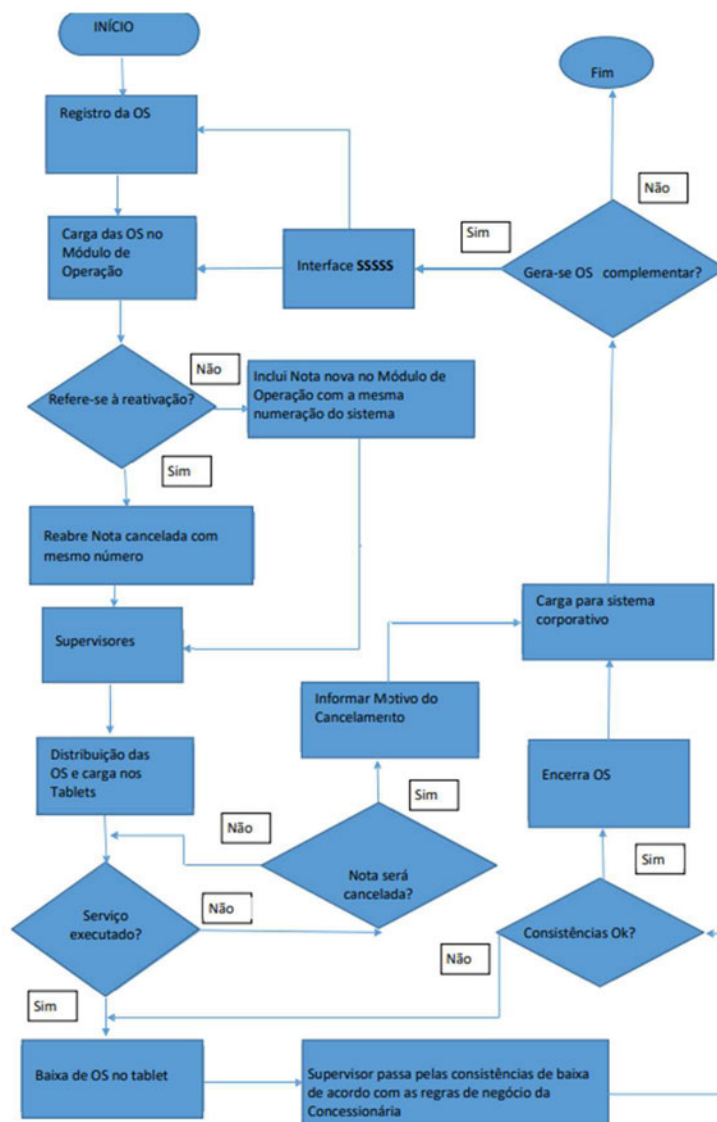 INÍCIO
Fim
Registro da OS
Não
Sim
Carga das OS no
Módulo de
Operação
Interface $$$$$
Gera-se OS complementar?
Não
Inclui Nota nova no Módulo de
Operação com a mesma
numeração do sistema
Refere-se à reativação?
Sim
Reabre Nota cancelada com
mesmo número
Carga para sistema
corporativo
Supervisores
Informar Motivo do
Cancelamento
Distribuição das
OS e carga nos
Tablets
Encerra OS
Sim
Não
Sim
Nota será
cancelada?
Serviço
executado?
Não
Consistências Ok?
Não
Sim
Baixa de OS no tablet
Supervisor passa pelas consistências de baixa
de acordo com as regras de negócio da
Concessionária